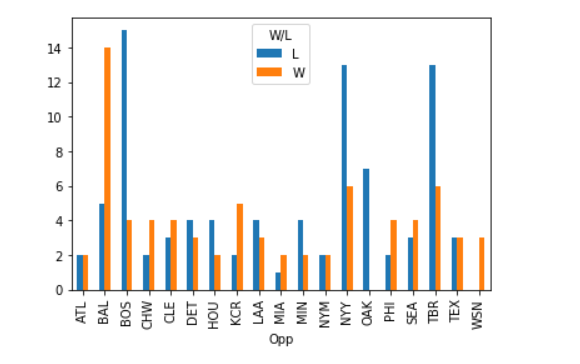 W/L
L
W
14
12
10
8
6
4
2
0
ATL BAL BOS CHW CLE DET HOU KCR LAA MIA MIN NYM NYY OAK PHI SEA TBR TEX WSN
Opp